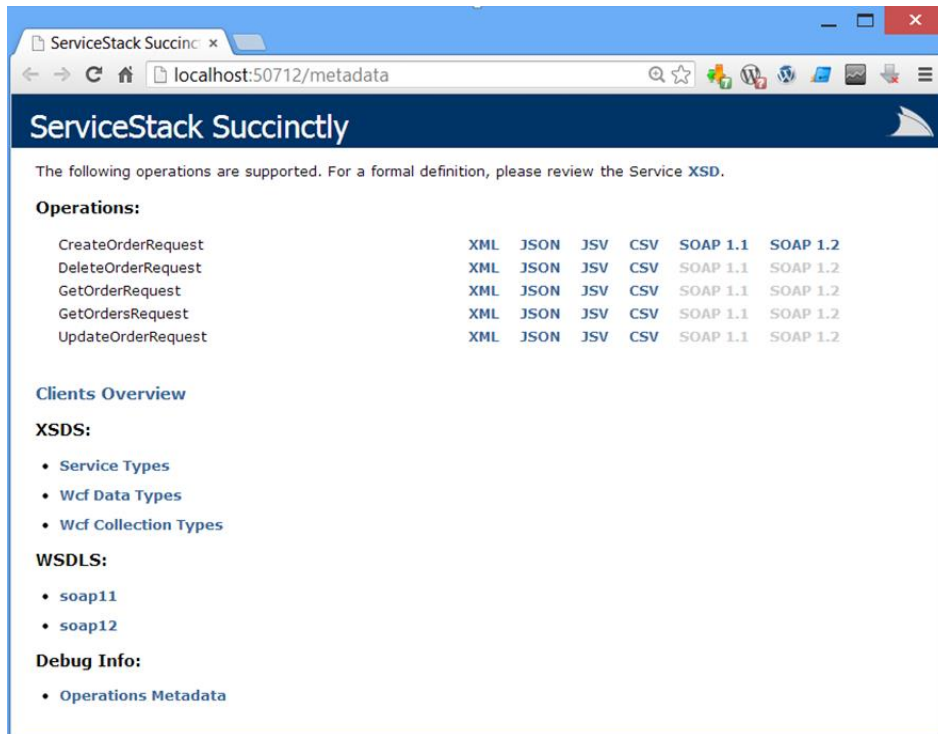 ServiceStack Succinc
localhost:50712/metadata
ServiceStack Succinctly
The following operations are supported. For a formal definition, please review the Service XSD.
Operations:
CreateOrderRequest XML JSON JSV CSV SOAP 1.1 SOAP 1.2
DeleteOrderRequest XML JSON JSV CSV SOAP 1.1 SOAP 1.2
GetOrderRequest XML JSON JSV CSV SOAP 1.1 SOAP 1.2
GetOrdersRequest XML JSON JSV CSV SOAP 1.1 SOAP 1.2
UpdateOrderRequest XML JSON JSV CSV SOAP 1.1 SOAP 1.2
Clients Overview
XSDS:
• Service Types
• Wcf Data Types
• Wcf Collection Types
WSDLS:
• soap11
• soap12
Debug Info:
• Operations Metadata